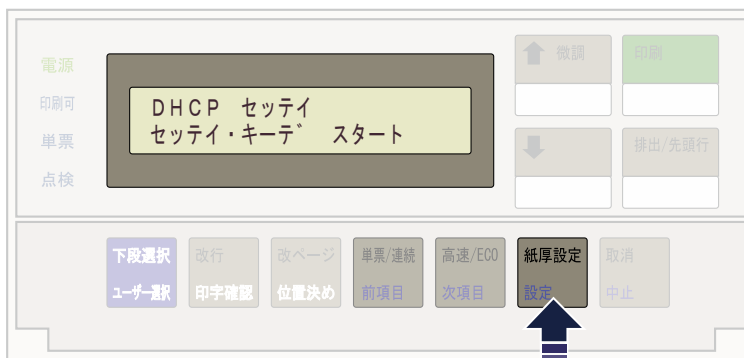 電源
印刷可
単票
点検
DHCP セッテイ
セッテイ・キーデ゛ スタート
微調
印刷
排出/先頭行
下段選択
ユーザー選択
改行
印字確認
改ページ
位置決め
単票/連続
前項目
高速/ECO
次項目
紙厚設定
設定
取消
中止